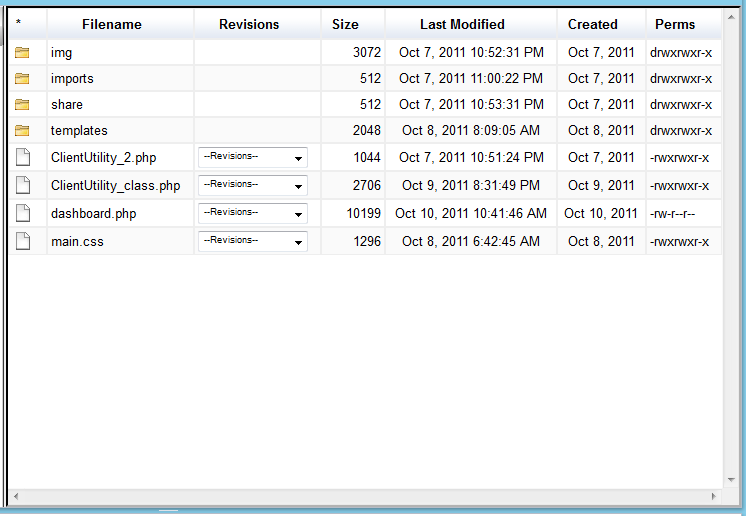 * Filename Revisions Size Last Modified Created Perms
img 3072 Oct 7, 2011 10:52:31 PM Oct 7, 2011 drwxrwxr-x
imports 512 Oct 7, 2011 11:00:22 PM Oct 7, 2011 drwxrwxr-x
share 512 Oct 7, 2011 10:53:31 PM Oct 7, 2011 drwxrwxr-x
templates 2048 Oct 8, 2011 8:09:05 AM Oct 8, 2011 drwxrwxr-x
ClientUtility_2.php --Revisions-- 1044 Oct 7, 2011 10:51:24 PM Oct 7, 2011 -rwxrwxr-x
ClientUtility_class.php --Revisions-- 2706 Oct 9, 2011 8:31:49 PM Oct 9, 2011 -rwxrwxr-x
dashboard.php --Revisions-- 10199 Oct 10, 2011 10:41:46 AM Oct 10, 2011 -rw-r--r--
main.css --Revisions-- 1296 Oct 8, 2011 6:42:45 AM Oct 8, 2011 -rwxrwxr-x